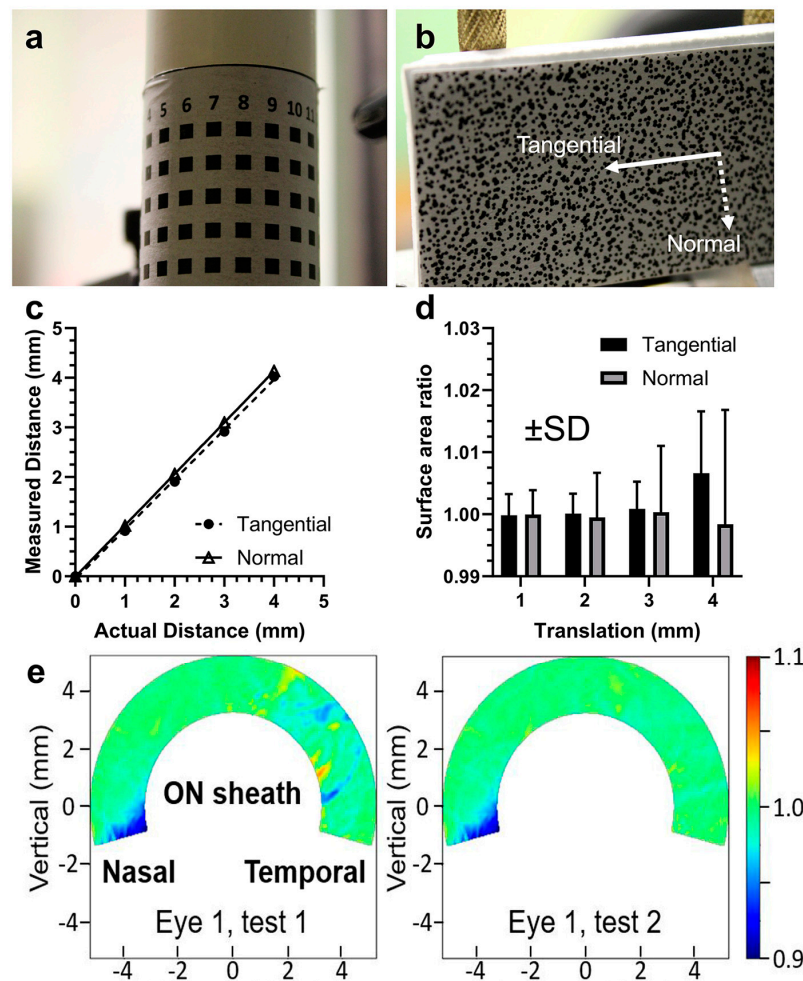 a
4 5 6 7 8 9 10 11
b
Tangential
Normal
c
Measured Distance (mm)
5
4
3
2
1
0
0 1 2 3 4 5
Actual Distance (mm)
Tangential
Normal
d
Surface area ratio
1.03
1.02
1.01
1.00
0.99
±SD
Tangential
Normal
1 2 3 4
Translation (mm)
e
Vertical (mm)
4
2
0
-2
-4
ON sheath
Nasal Temporal
Eye 1, test 1
-4 -2 0 2 4
Vertical (mm)
4
2
0
-2
-4
Eye 1, test 2
-4 -2 0 2 4
1.1
1.0
0.9